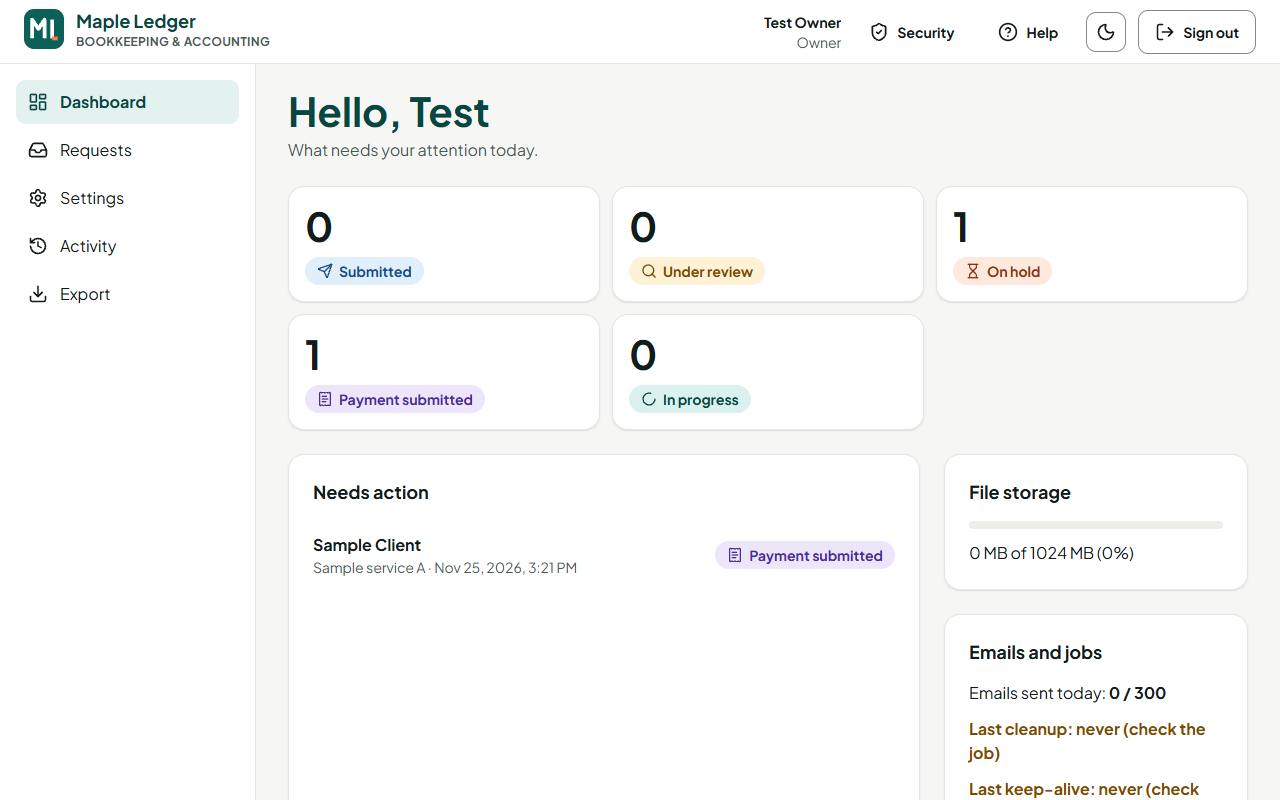 Maple Ledger
BOOKKEEPING & ACCOUNTING
Test Owner
Owner
Security
Help
Sign out
Dashboard
Requests
Settings
Activity
Export
Hello, Test
What needs your attention today.
0
Submitted
0
Under review
1
On hold
1
Payment submitted
0
In progress
Needs action
Sample Client
Sample service A · Nov 25, 2026, 3:21 PM
Payment submitted
File storage
0 MB of 1024 MB (0%)
Emails and jobs
Emails sent today: 0 / 300
Last cleanup: never (check the
job)
Last keep-alive: never (check